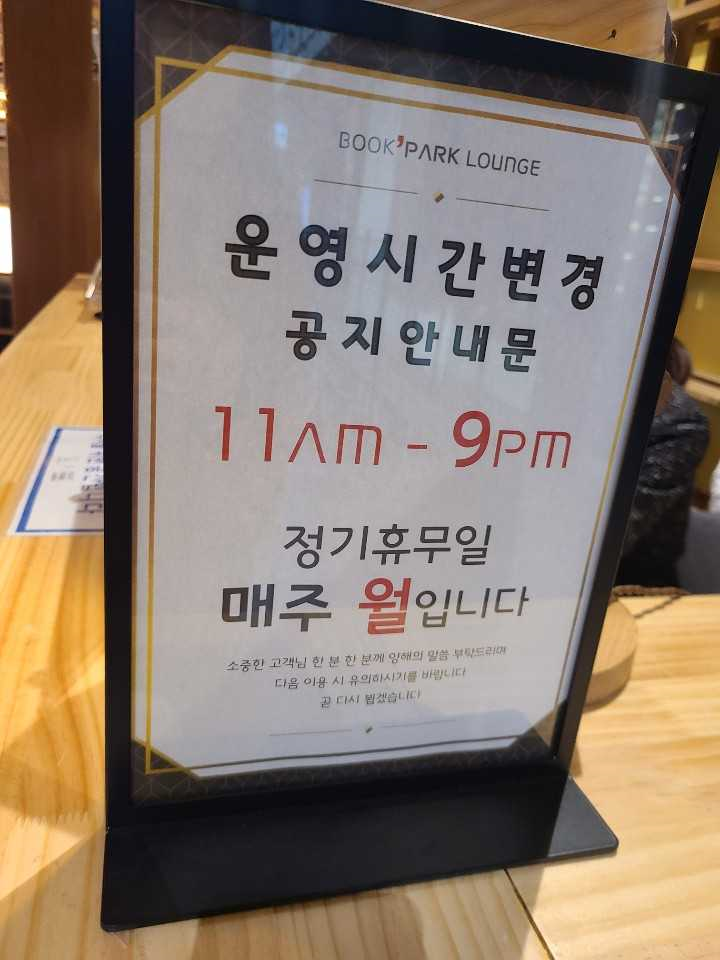 BOOK'PARK LOUNGE
운영시간변경
공지안내문
11AM - 9PM
정기휴무일
매주 월입니다
소중한 고객님 한 분 한 분께 양해의 말씀 부탁드리며
다음 이용 시 유의하시기를 바랍니다
곧 다시 뵙겠습니다